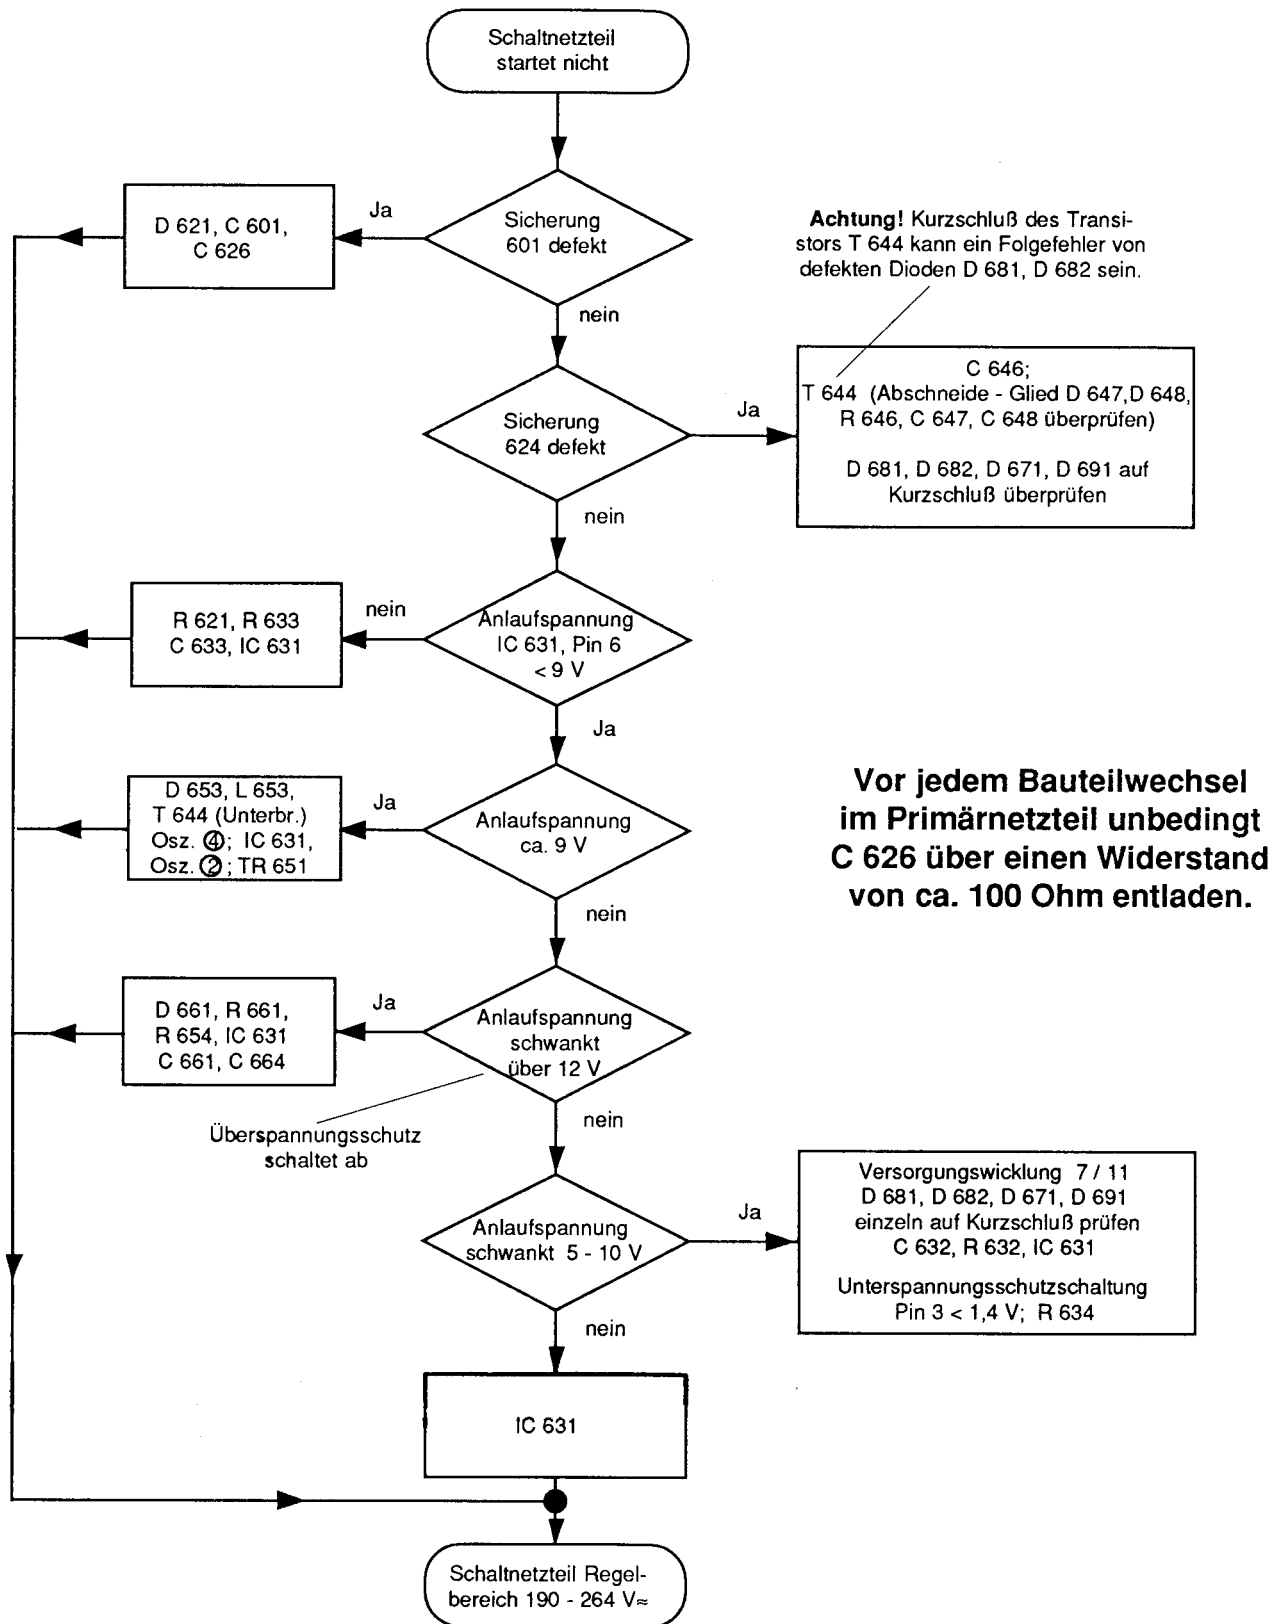 Schaltnetzteil
startet nicht
Ja
D 621, C 601,
C 626
Sicherung
601 defekt
nein
Achtung! Kurzschluß des Transi-
stors T 644 kann ein Folgefehler von
defekten Dioden D 681, D 682 sein.
Sicherung
624 defekt
Ja
C 646;
T 644 (Abschneide - Glied D 647,D 648,
R 646, C 647, C 648 überprüfen)
D 681, D 682, D 671, D 691 auf
Kurzschluß überprüfen
nein
R 621, R 633
C 633, IC 631
nein
Anlaufspannung
IC 631, Pin 6
< 9 V
Ja
D 653, L 653,
T 644 (Unterbr.)
Osz. ④; IC 631,
Osz. ②; TR 651
Ja
Anlaufspannung
ca. 9 V
nein
Vor jedem Bauteilwechsel
im Primärnetzteil unbedingt
C 626 über einen Widerstand
von ca. 100 Ohm entladen.
D 661, R 661,
R 654, IC 631
C 661, C 664
Ja
Anlaufspannung
schwankt
über 12 V
Überspannungsschutz
schaltet ab
nein
Anlaufspannung
schwankt 5 - 10 V
Ja
Versorgungswicklung 7 / 11
D 681, D 682, D 671, D 691
einzeln auf Kurzschluß prüfen
C 632, R 632, IC 631
Unterspannungsschutzschaltung
Pin 3 < 1,4 V; R 634
nein
IC 631
Schaltnetzteil Regel-
bereich 190 - 264 V≂